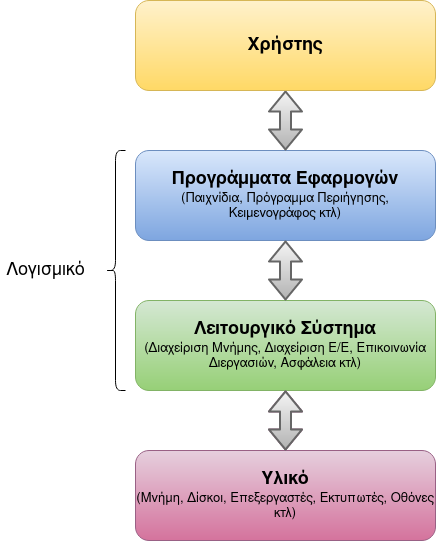 Χρήστης
Προγράμματα Εφαρμογών
(Παιχνίδια, Πρόγραμμα Περιήγησης,
Κειμενογράφος κτλ)
Λογισμικό
Λειτουργικό Σύστημα
(Διαχείριση Μνήμης, Διαχείριση Ε/Ε, Επικοινωνία
Διεργασιών, Ασφάλεια κτλ)
Υλικό
(Μνήμη, Δίσκοι, Επεξεργαστές, Εκτυπωτές, Οθόνες
κτλ)